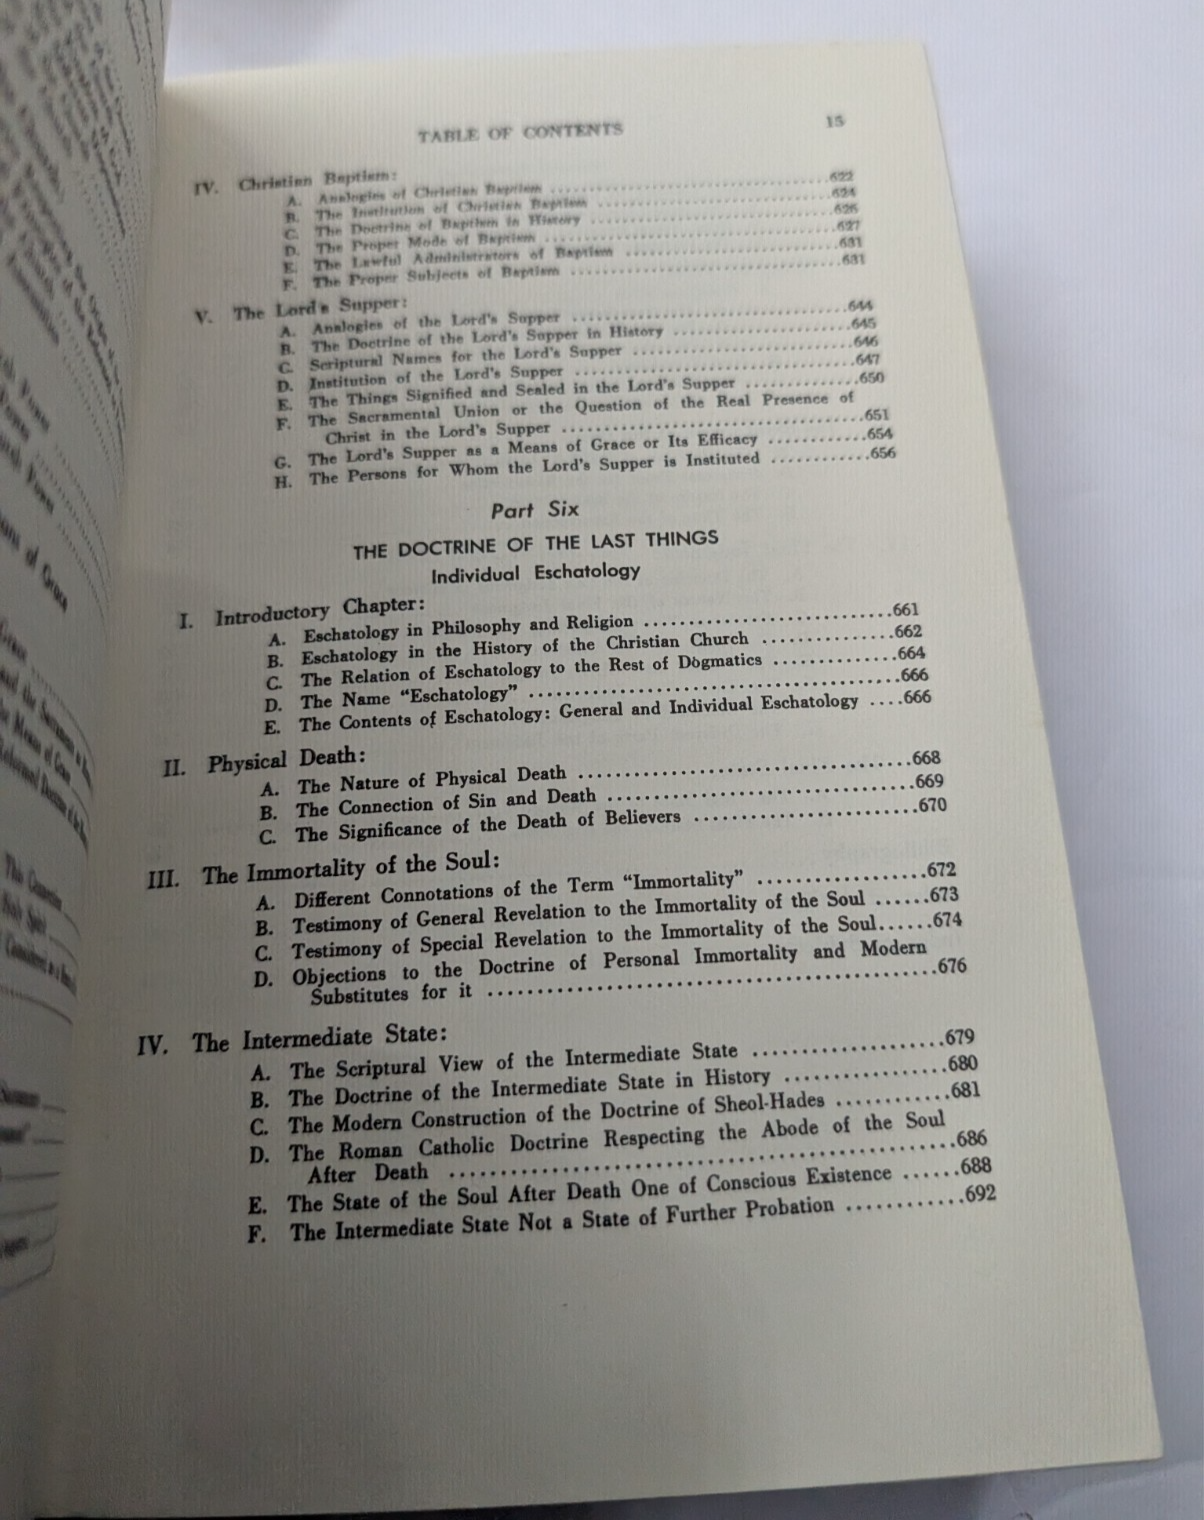 TABLE OF CONTENTS 15
IV. Christian Baptism:
A. Analogies of Christian Baptism ........ 622
B. The Institution of Christian Baptism ........ 624
C. The Doctrine of Baptism in History ........ 626
D. The Proper Mode of Baptism ........ 627
E. The Lawful Administrators of Baptism ........ 631
F. The Proper Subjects of Baptism ........ 631
V. The Lord's Supper:
A. Analogies of the Lord's Supper ........ 644
B. The Doctrine of the Lord's Supper in History ........ 645
C. Scriptural Names for the Lord's Supper ........ 646
D. Institution of the Lord's Supper ........ 647
E. The Things Signified and Sealed in the Lord's Supper ........ 650
F. The Sacramental Union or the Question of the Real Presence of
Christ in the Lord's Supper ........ 651
G. The Lord's Supper as a Means of Grace or Its Efficacy ........ 654
H. The Persons for Whom the Lord's Supper is Instituted ........ 656
Part Six
THE DOCTRINE OF THE LAST THINGS
Individual Eschatology
I. Introductory Chapter:
A. Eschatology in Philosophy and Religion ........ 661
B. Eschatology in the History of the Christian Church ........ 662
C. The Relation of Eschatology to the Rest of Dogmatics ........ 664
D. The Name “Eschatology” ........ 666
E. The Contents of Eschatology: General and Individual Eschatology ....666
II. Physical Death:
A. The Nature of Physical Death ........ 668
B. The Connection of Sin and Death ........ 669
C. The Significance of the Death of Believers ........ 670
III. The Immortality of the Soul:
A. Different Connotations of the Term “Immortality” ........ 672
B. Testimony of General Revelation to the Immortality of the Soul ......673
C. Testimony of Special Revelation to the Immortality of the Soul......674
D. Objections to the Doctrine of Personal Immortality and Modern
Substitutes for it ........ 676
IV. The Intermediate State:
A. The Scriptural View of the Intermediate State ........ 679
B. The Doctrine of the Intermediate State in History ........ 680
C. The Modern Construction of the Doctrine of Sheol-Hades ........ 681
D. The Roman Catholic Doctrine Respecting the Abode of the Soul
After Death ........ 686
E. The State of the Soul After Death One of Conscious Existence ......688
F. The Intermediate State Not a State of Further Probation ........ 692